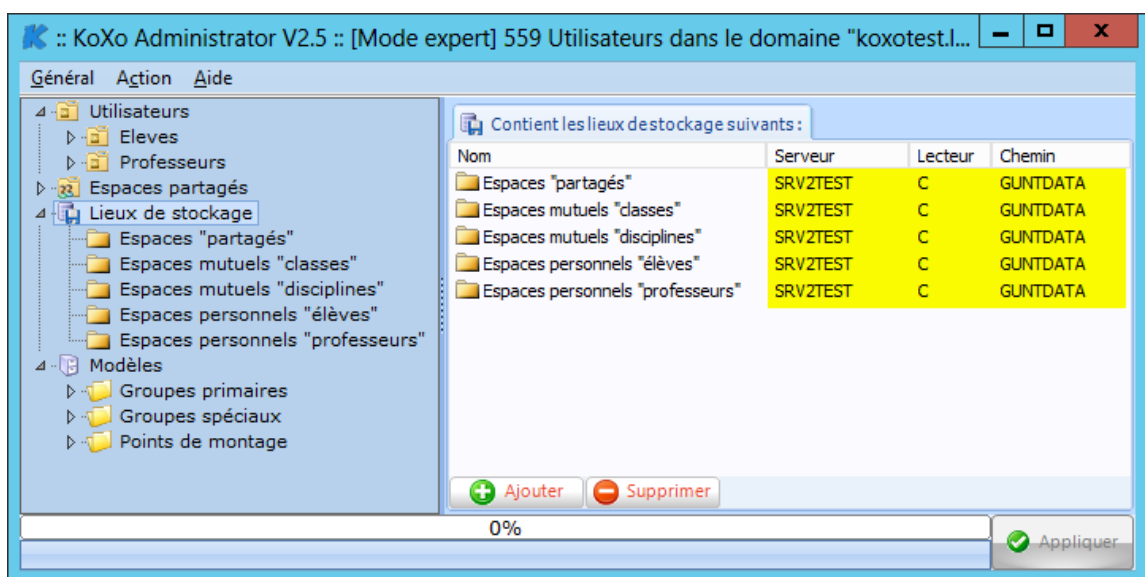 :: KoXo Administrator V2.5 :: [Mode expert] 559 Utilisateurs dans le domaine "koxotest.l...
Général Action Aide
Utilisateurs
Eleves
Professeurs
Espaces partagés
Lieux de stockage
Espaces "partagés"
Espaces mutuels "classes"
Espaces mutuels "disciplines"
Espaces personnels "élèves"
Espaces personnels "professeurs"
Modèles
Groupes primaires
Groupes spéciaux
Points de montage
Contient les lieux de stockage suivants :
Nom Serveur Lecteur Chemin
Espaces "partagés" SRV2TEST C GUNTDATA
Espaces mutuels "classes" SRV2TEST C GUNTDATA
Espaces mutuels "disciplines" SRV2TEST C GUNTDATA
Espaces personnels "élèves" SRV2TEST C GUNTDATA
Espaces personnels "professeurs" SRV2TEST C GUNTDATA
Ajouter Supprimer
0%
Appliquer